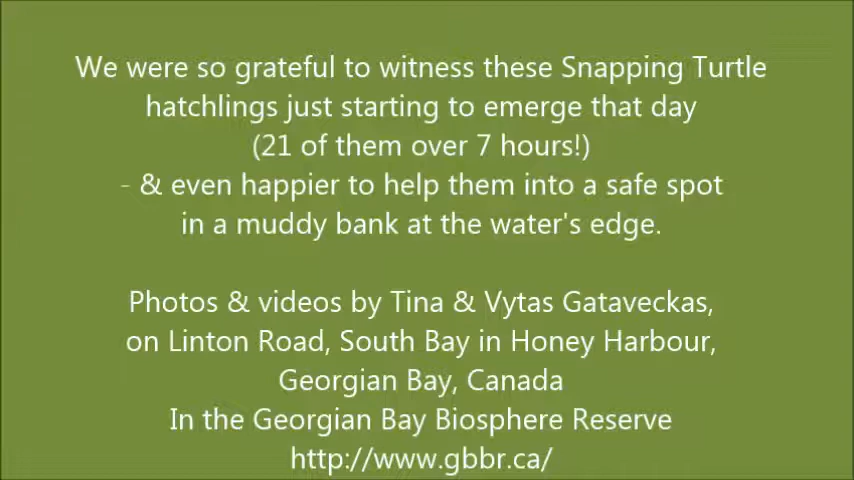 We were so grateful to witness these Snapping Turtle
hatchlings just starting to emerge that day
(21 of them over 7 hours!)
- & even happier to help them into a safe spot
in a muddy bank at the water's edge.
Photos & videos by Tina & Vytas Gataveckas,
on Linton Road, South Bay in Honey Harbour,
Georgian Bay, Canada
In the Georgian Bay Biosphere Reserve
http://www.gbbr.ca/